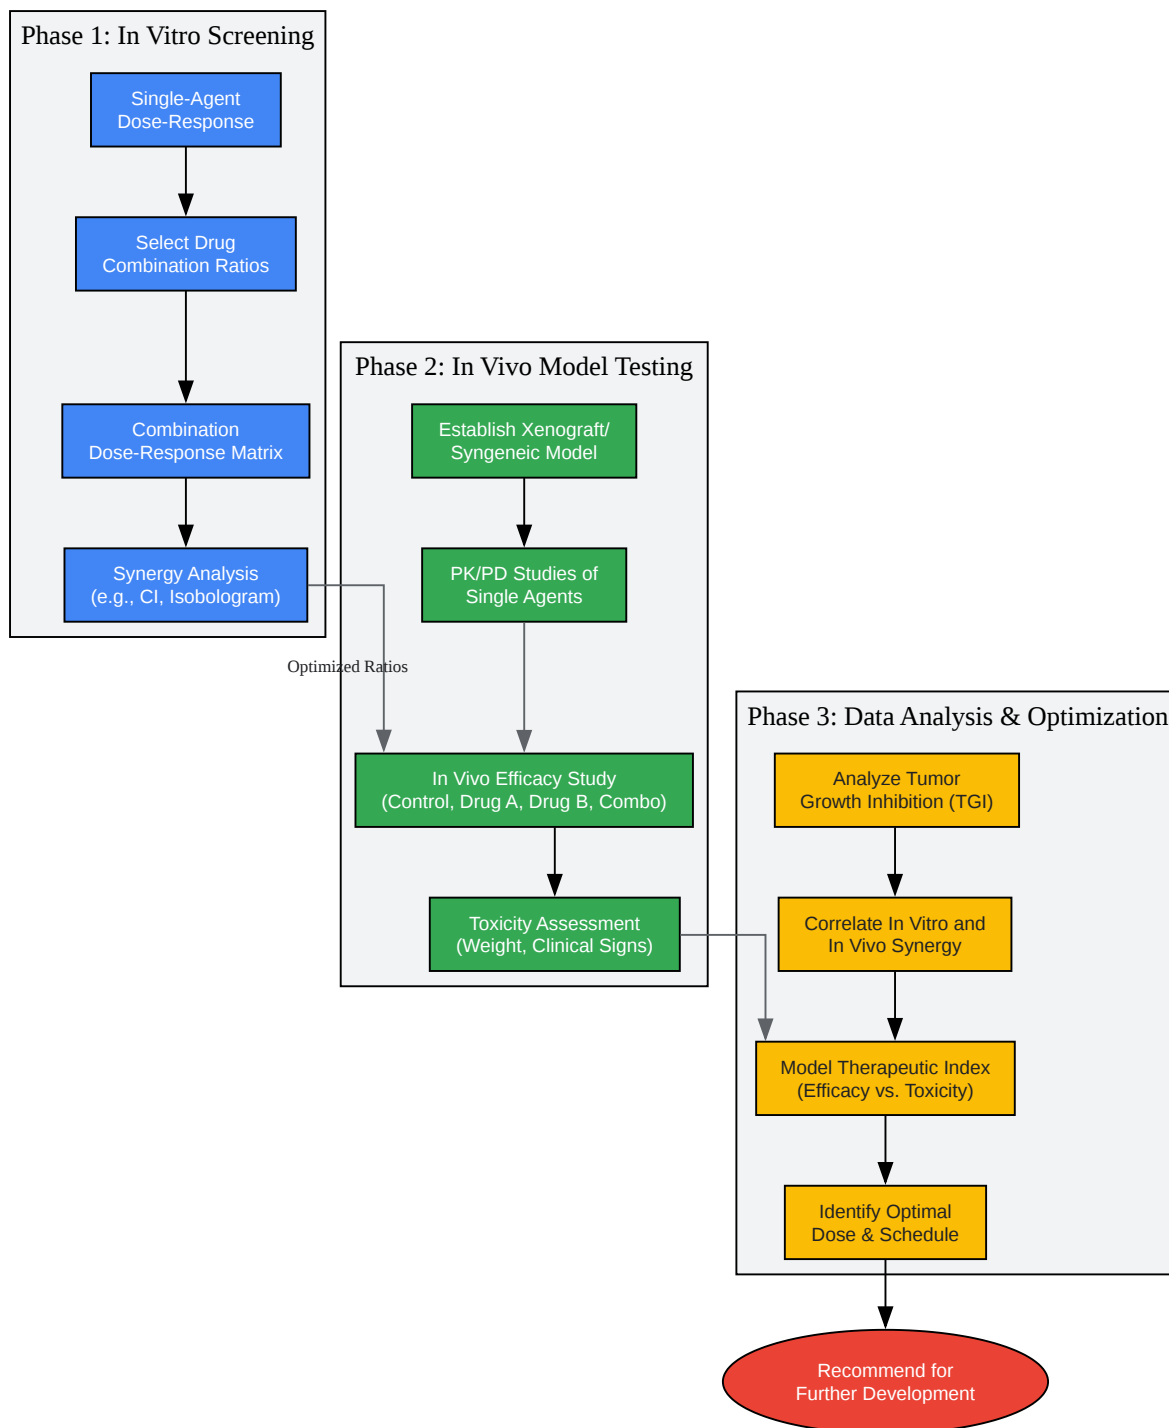 Phase 1: In Vitro Screening
Single-Agent
Dose-Response
Select Drug
Combination Ratios
Combination
Dose-Response Matrix
Synergy Analysis
(e.g., CI, Isobologram)
Optimized Ratios
Phase 2: In Vivo Model Testing
Establish Xenograft/
Syngeneic Model
PK/PD Studies of
Single Agents
In Vivo Efficacy Study
(Control, Drug A, Drug B, Combo)
Toxicity Assessment
(Weight, Clinical Signs)
Phase 3: Data Analysis & Optimization
Analyze Tumor
Growth Inhibition (TGI)
Correlate In Vitro and
In Vivo Synergy
Model Therapeutic Index
(Efficacy vs. Toxicity)
Identify Optimal
Dose & Schedule
Recommend for
Further Development